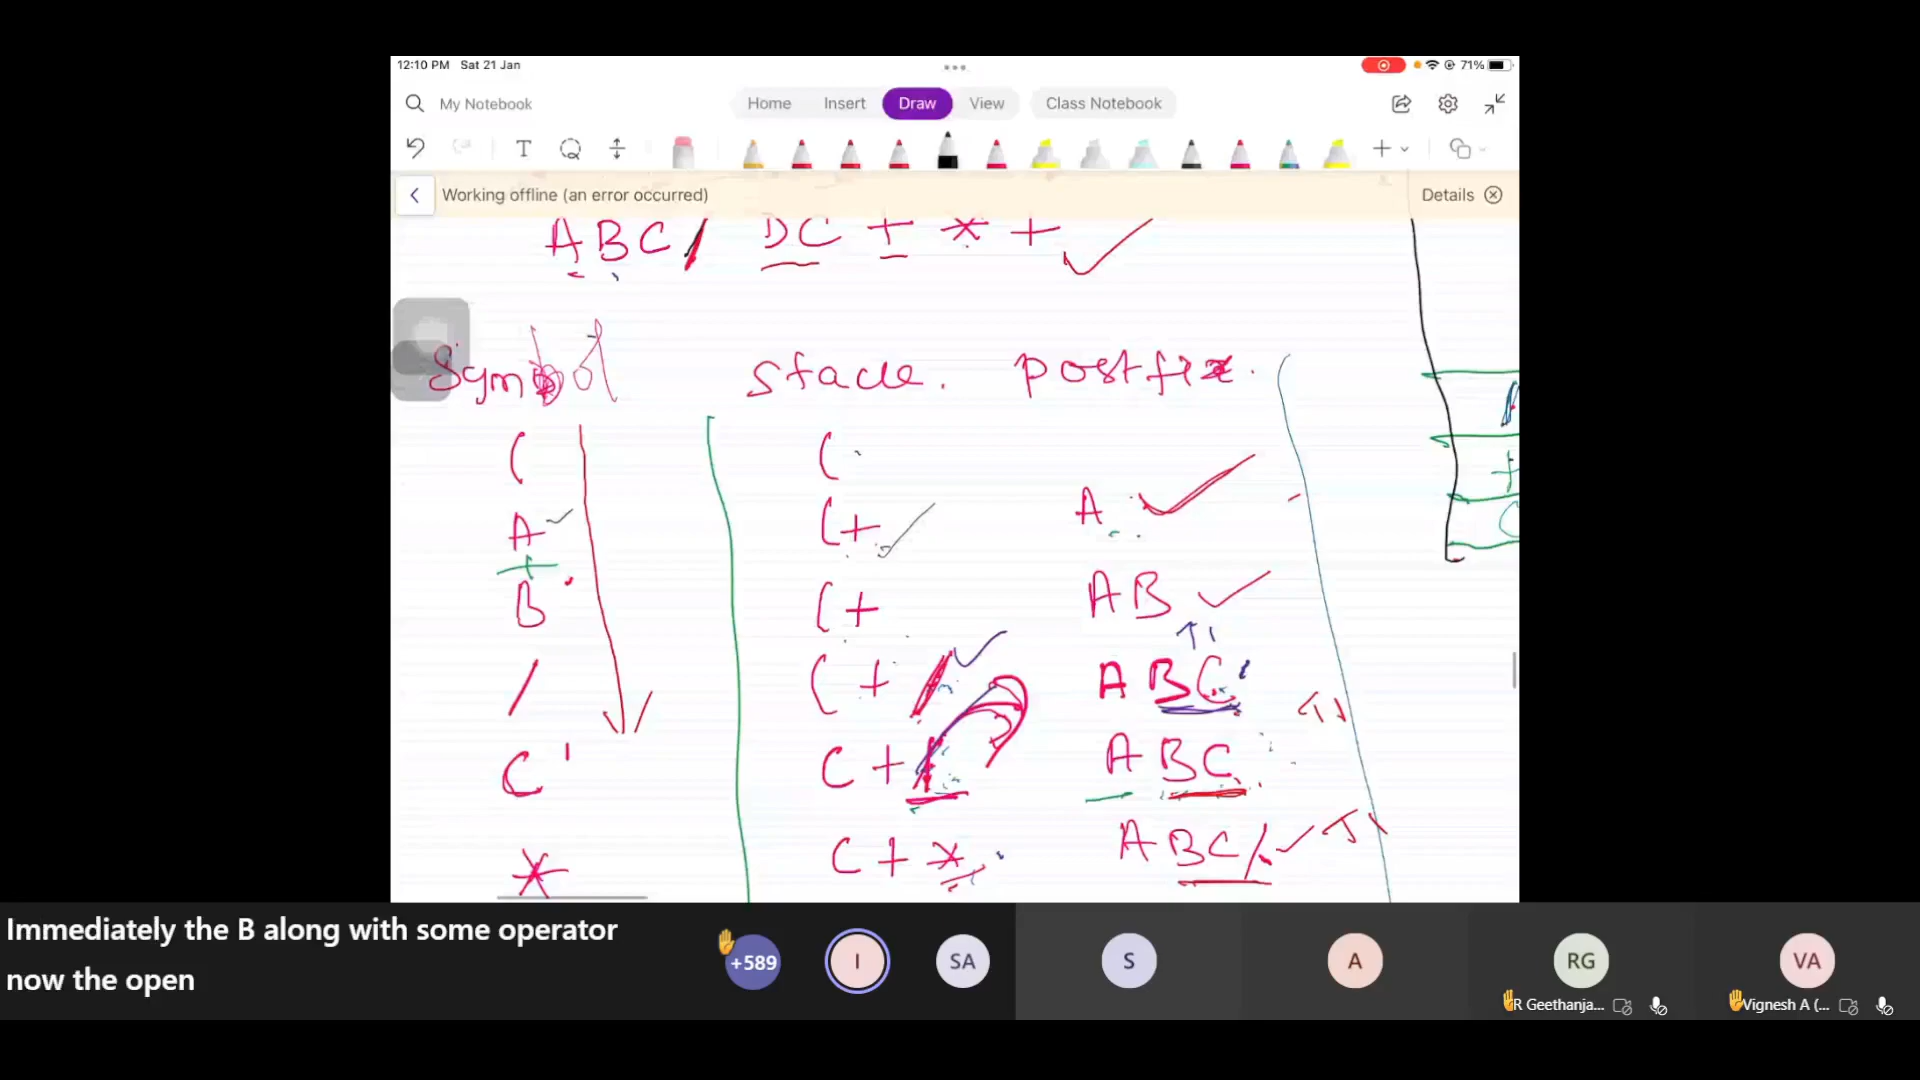 12:10 PM Sat 21 Jan
71%
My Notebook
Home Insert Draw View Class Notebook
T
Working offline (an error occurred)
Details
ABC/ DC + * +
Symbol stack. postfix.
( (
A (+ A
+
B (+ AB
/ (+/ ABC
C (+/ ABC
* (+* ABC/
Immediately the B along with some operator
now the open
+589
I
SA
S
A
RG
VA
R Geethanja...
Vignesh A (...